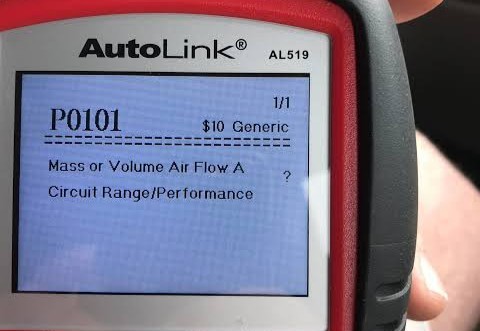 AutoLink® AL519
1/1
P0101 $10 Generic
Mass or Volume Air Flow A ?
Circuit Range/Performance